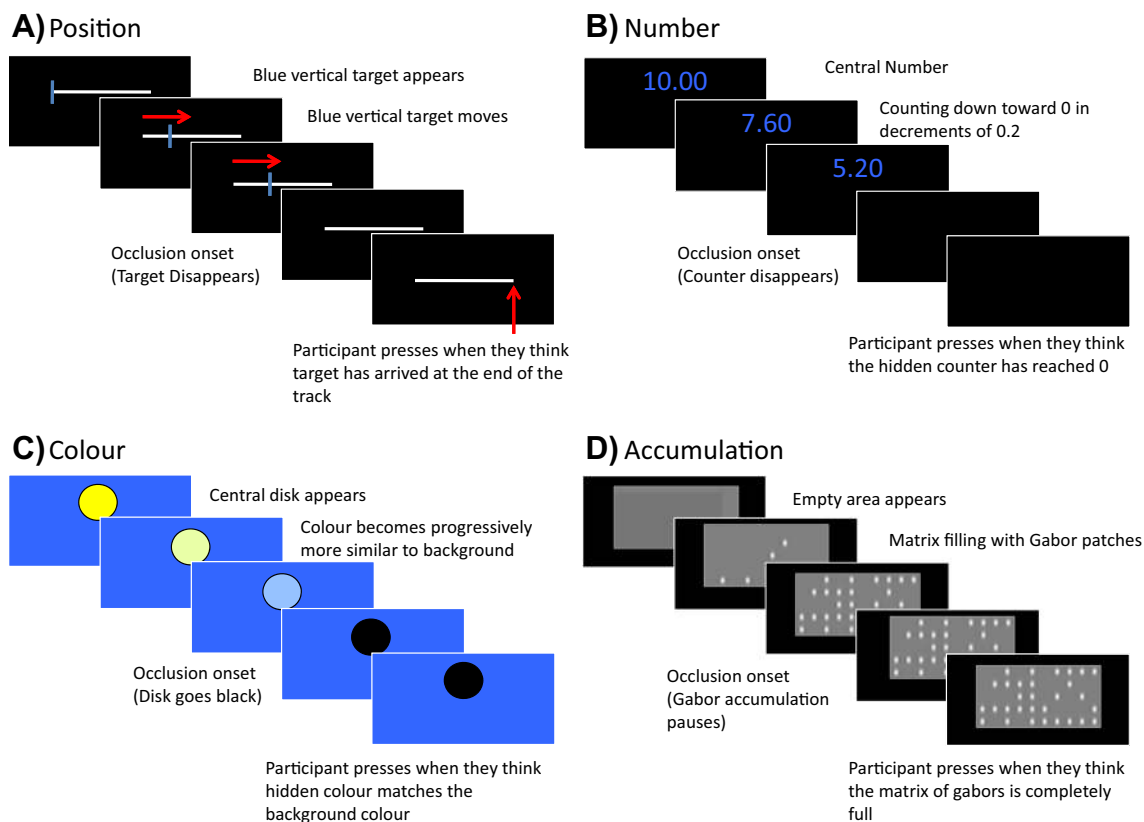 A) Position
Blue vertical target appears
Blue vertical target moves
Occlusion onset
(Target Disappears)
Participant presses when they think
target has arrived at the end of the
track
B) Number
10.00
Central Number
7.60
Counting down toward 0 in
decrements of 0.2
5.20
Occlusion onset
(Counter disappears)
Participant presses when they think
the hidden counter has reached 0
C) Colour
Central disk appears
Colour becomes progressively
more similar to background
Occlusion onset
(Disk goes black)
Participant presses when they think
hidden colour matches the
background colour
D) Accumulation
Empty area appears
Matrix filling with Gabor patches
Occlusion onset
(Gabor accumulation
pauses)
Participant presses when they think
the matrix of gabors is completely
full